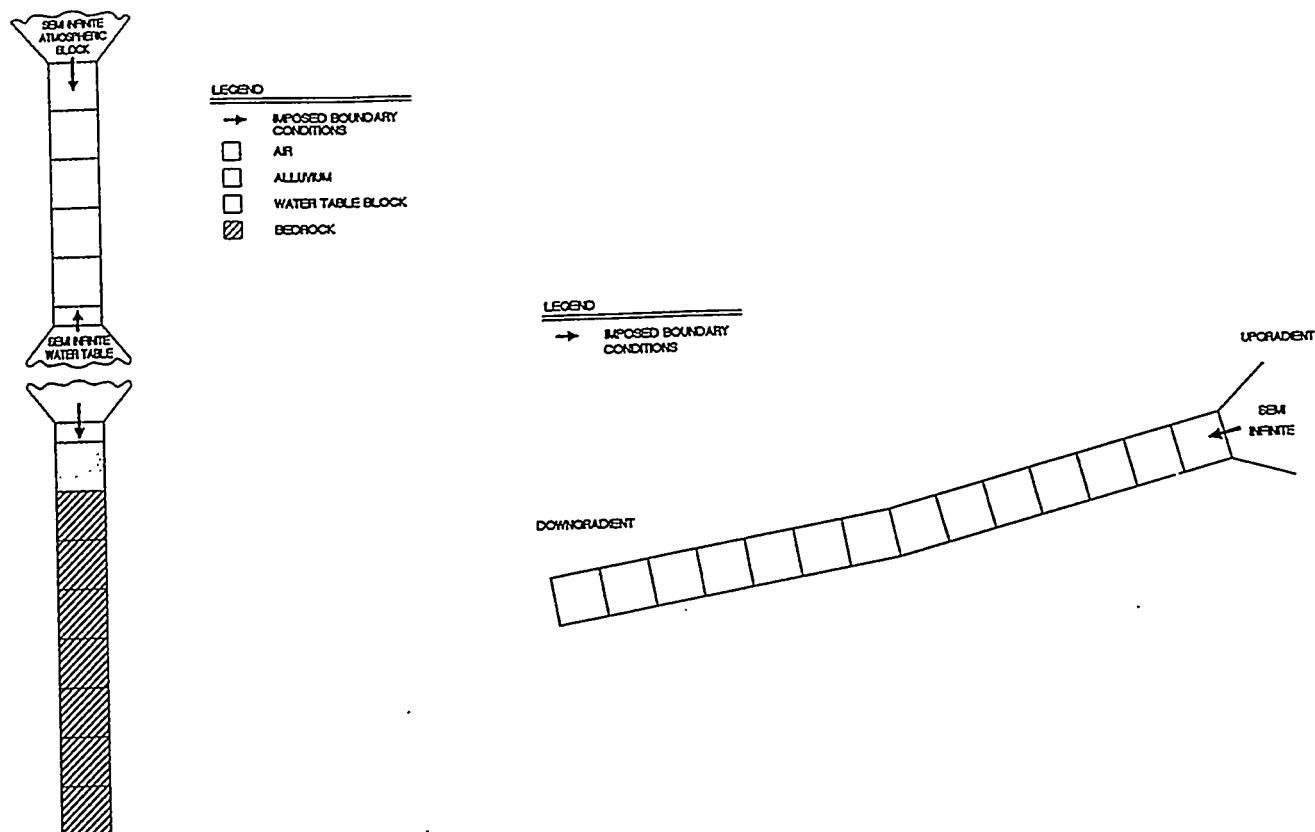 SEMI INFINITE
ATMOSPHERIC
BLOCK
LEGEND
IMPOSED BOUNDARY
CONDITIONS
AIR
ALLUVIUM
WATER TABLE BLOCK
BEDROCK
SEMI INFINITE
WATER TABLE
LEGEND
IMPOSED BOUNDARY
CONDITIONS
UPGRADIENT
SEMI
INFINITE
DOWNGRADIENT